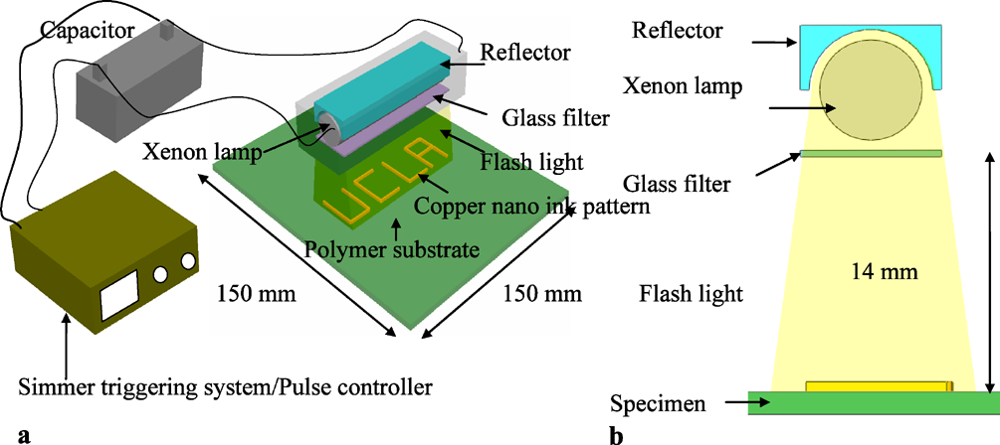 Capacitor
Reflector
Glass filter
Xenon lamp
Flash light
UCLA
Copper nano ink pattern
Polymer substrate
150 mm
150 mm
Simmer triggering system/Pulse controller
a
Reflector
Xenon lamp
Glass filter
14 mm
Flash light
Specimen
b